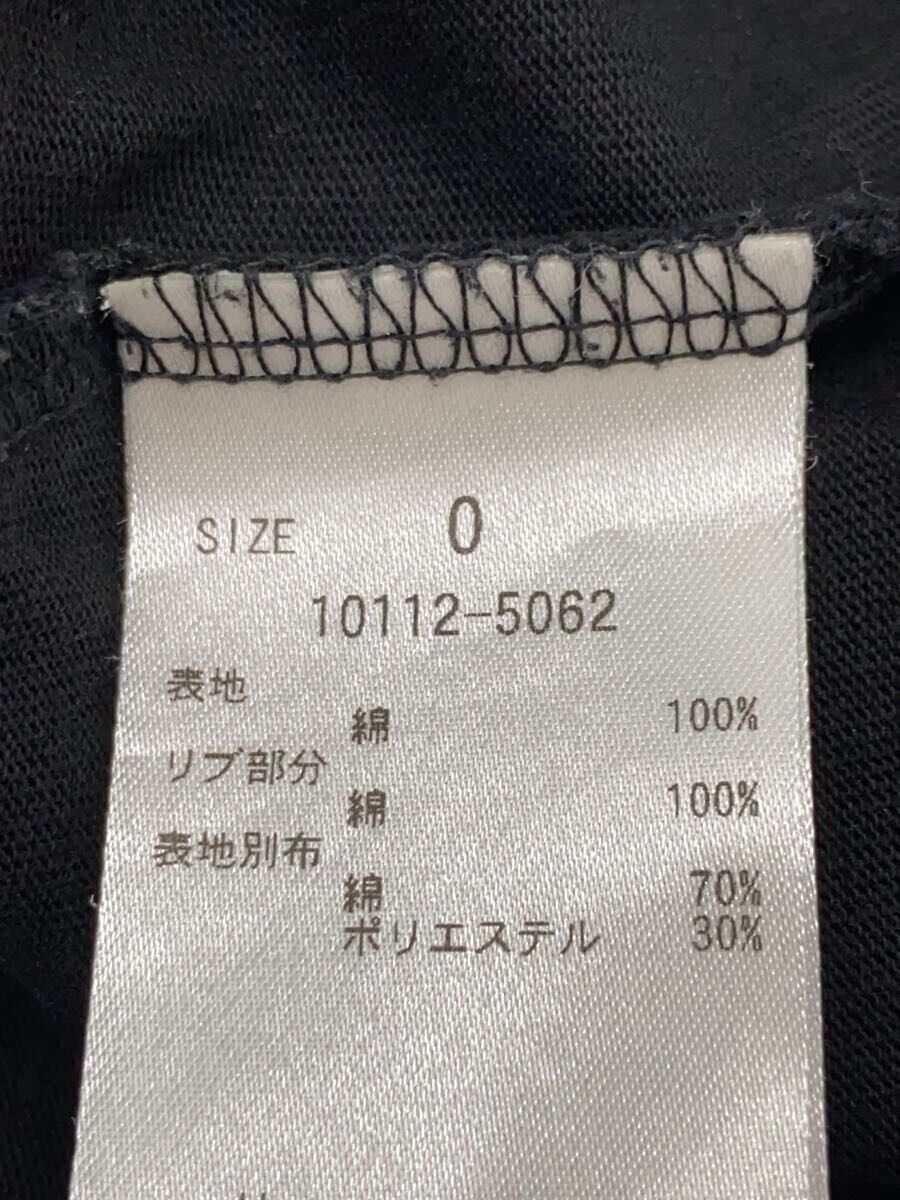 SIZE 0
10112-5062
表地
綿 100%
リブ部分
綿 100%
表地別布
綿 70%
ポリエステル 30%